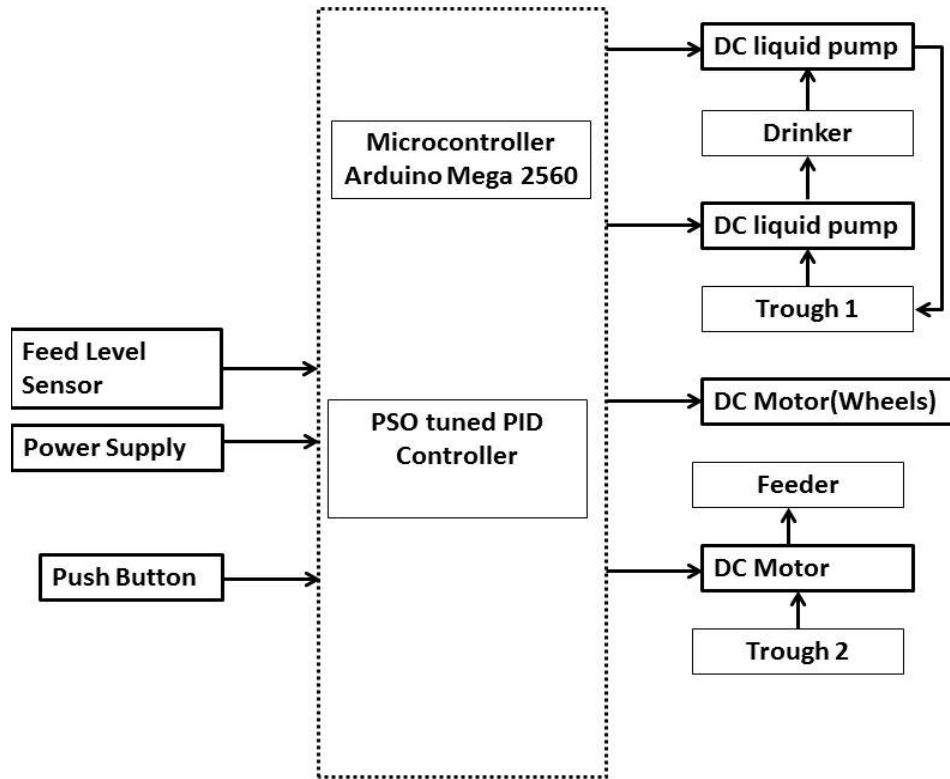 Feed Level
Sensor
Power Supply
Push Button
Microcontroller
Arduino Mega 2560
PSO tuned PID
Controller
DC liquid pump
Drinker
DC liquid pump
Trough 1
DC Motor(Wheels)
Feeder
DC Motor
Trough 2